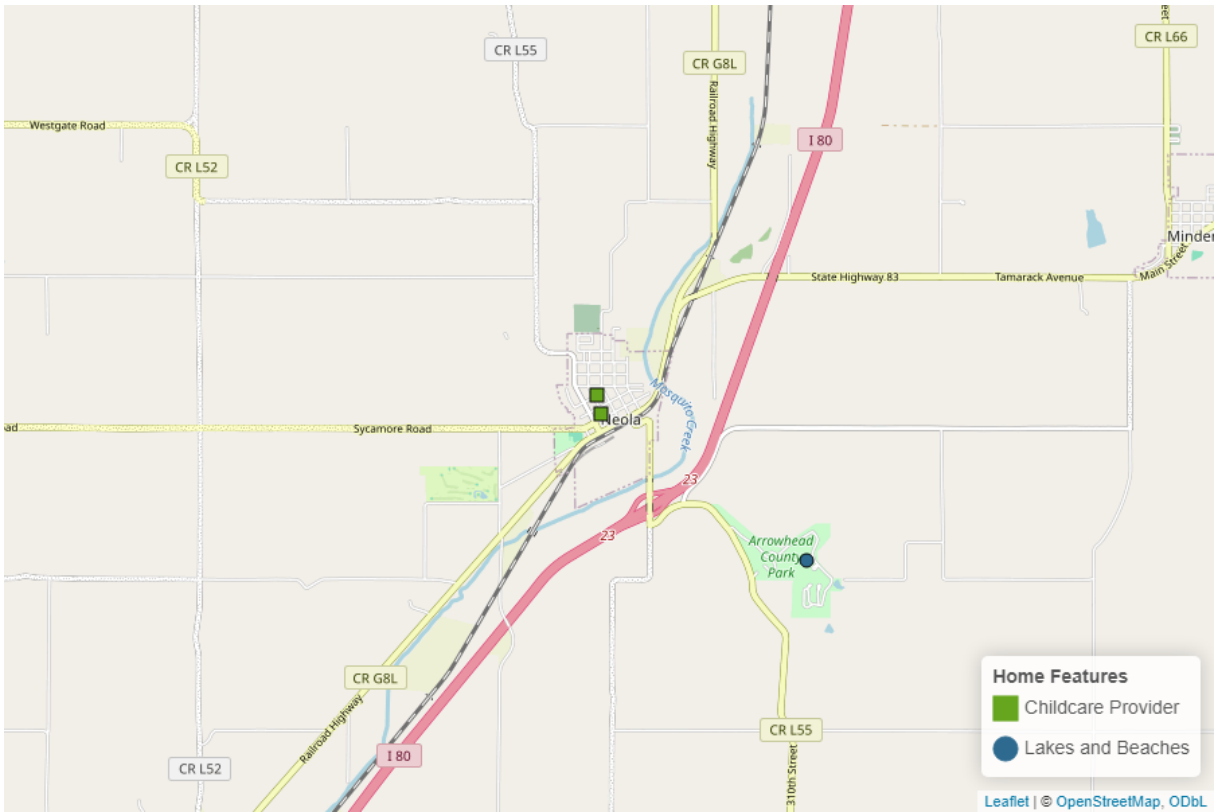 CR L55
CR G8L
CR L66
Railroad Highway
Westgate Road
I 80
CR L52
Minden
Main Street
State Highway 83
Tamarack Avenue
Mosquito Creek
Neola
Sycamore Road
23
23
Arrowhead
County
Park
CR G8L
Railroad Highway
I 80
CR L52
CR L55
310th Street
Home Features
Childcare Provider
Lakes and Beaches
Leaflet | © OpenStreetMap, ODbL